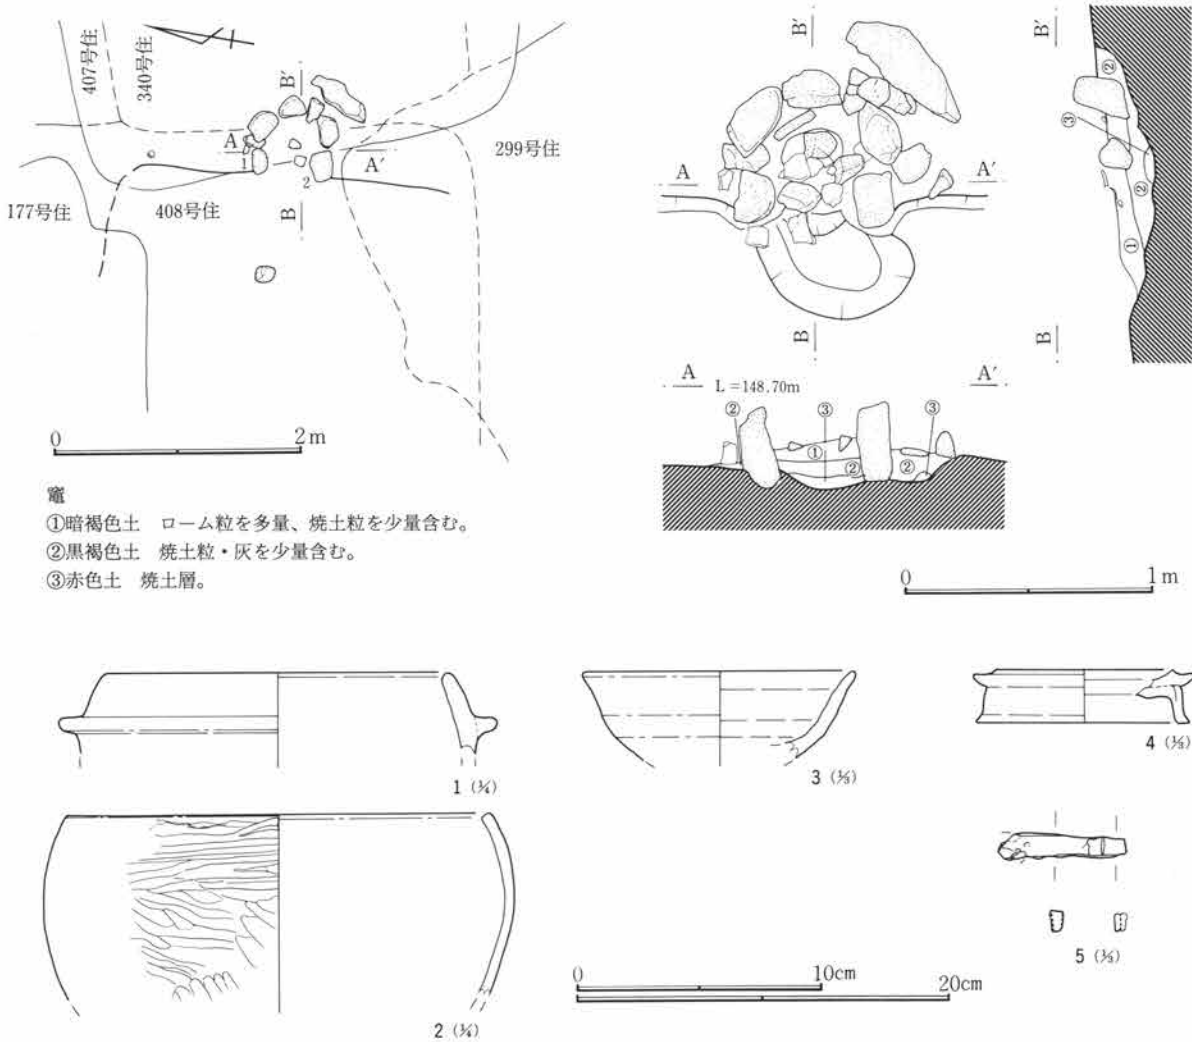 407号住
340号住
B′
A
1
2
A′
299号住
177号住
408号住
B
0 2m
竈
①暗褐色土 ローム粒を多量、焼土粒を少量含む。
②黒褐色土 焼土粒・灰を少量含む。
③赤色土 焼土層。
B′
A
A′
B
B′
②
③
②
①
B
A L=148.70m A′
②
③
③
①
②
②
0 1m
1 (¼)
3 (⅓)
4 (⅓)
2 (¼)
5 (⅓)
0 10cm
20cm